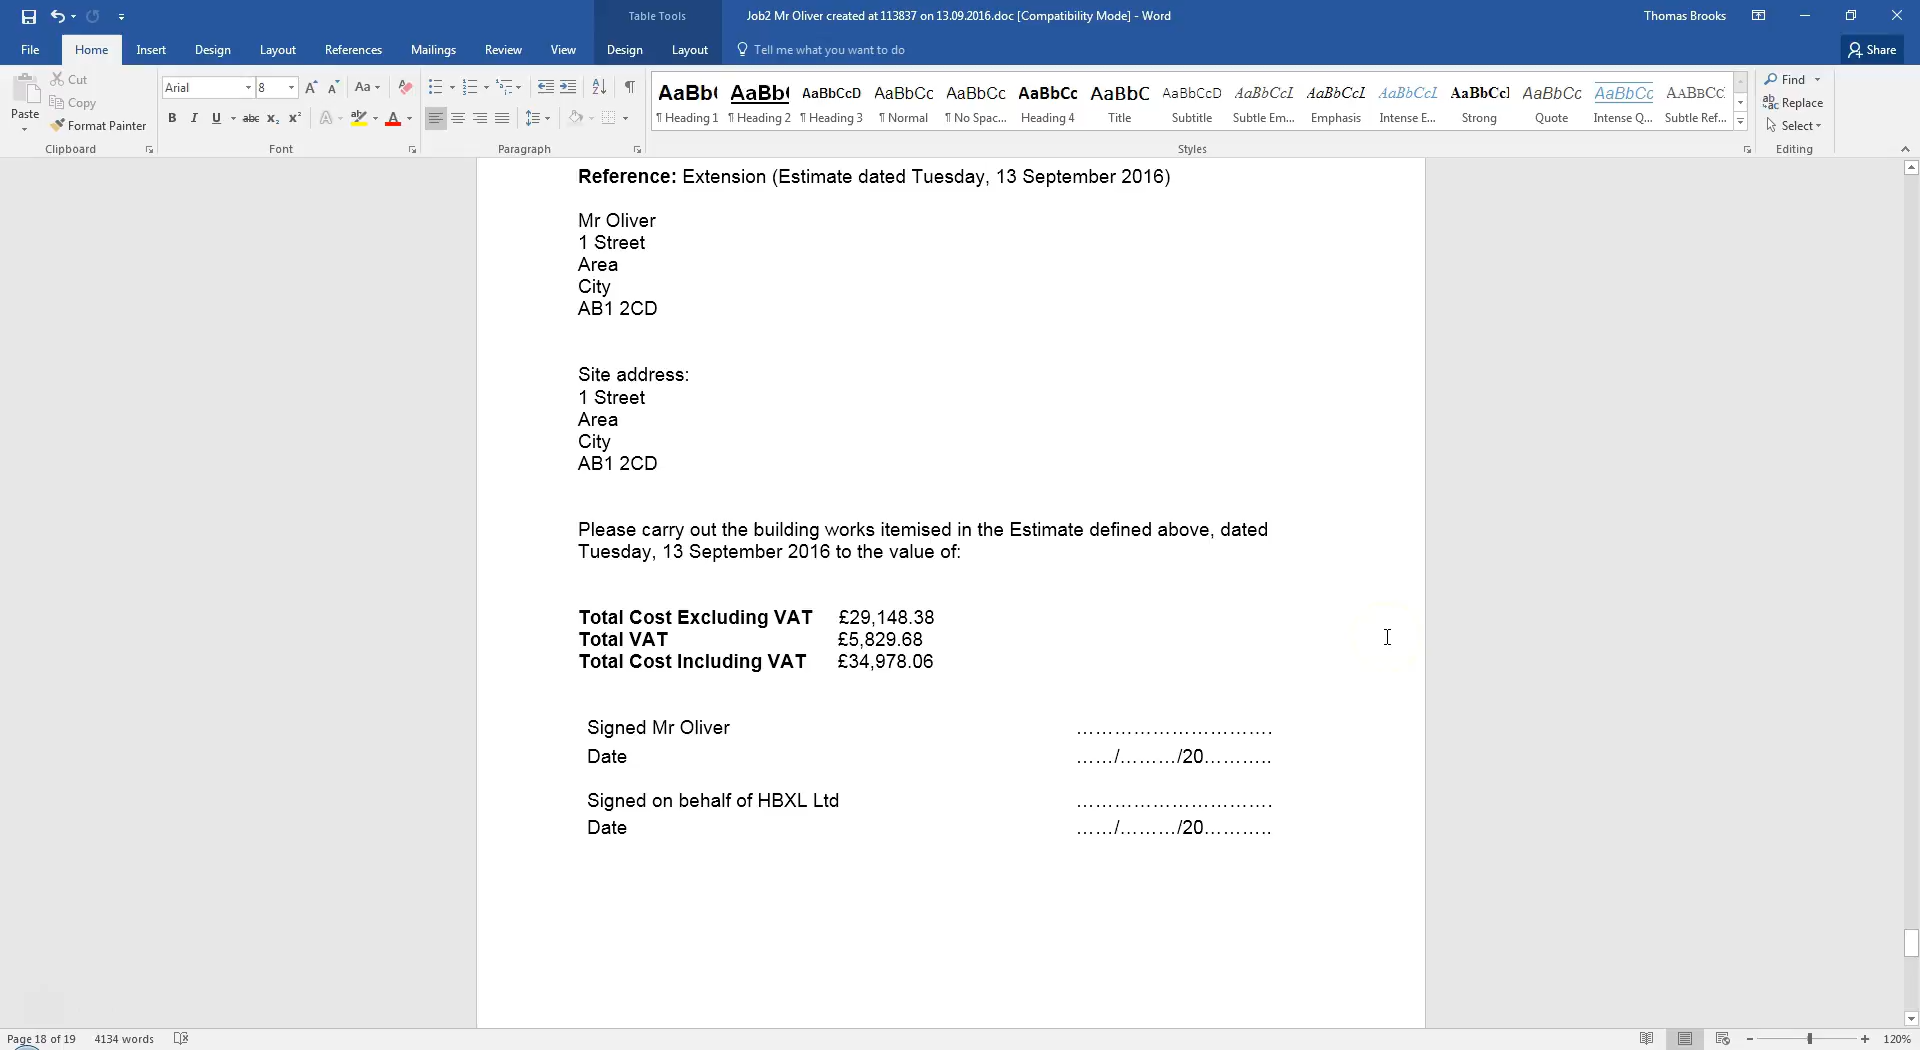 Table Tools
Job2 Mr Oliver created at 113837 on 13.09.2016.doc [Compatibility Mode] - Word
Thomas Brooks
File
Home
Insert
Design
Layout
References
Mailings
Review
View
Design
Layout
Tell me what you want to do
Share
Paste
Cut
Copy
Format Painter
Clipboard
Arial
8
Aa
B I U abc x₂ x²
A
Font
Paragraph
AaBb(
AaBb(
AaBbCcD
AaBbCc
AaBbCc
AaBbCc
AaBbC
AaBbCcD
AaBbCcL
AaBbCcL
AaBbCcL
AaBbCcl
AaBbCc
AaBbCc
AABBCC
¶ Heading 1
¶ Heading 2
¶ Heading 3
¶ Normal
¶ No Spac...
Heading 4
Title
Subtitle
Subtle Em...
Emphasis
Intense E...
Strong
Quote
Intense Q...
Subtle Ref...
Styles
Find
Replace
Select
Editing
Reference: Extension (Estimate dated Tuesday, 13 September 2016)
Mr Oliver
1 Street
Area
City
AB1 2CD
Site address:
1 Street
Area
City
AB1 2CD
Please carry out the building works itemised in the Estimate defined above, dated
Tuesday, 13 September 2016 to the value of:
Total Cost Excluding VAT £29,148.38
Total VAT £5,829.68
Total Cost Including VAT £34,978.06
Signed Mr Oliver ………………………….
Date ……/………/20………..
Signed on behalf of HBXL Ltd ………………………….
Date ……/………/20………..
Page 18 of 19
4134 words
120%